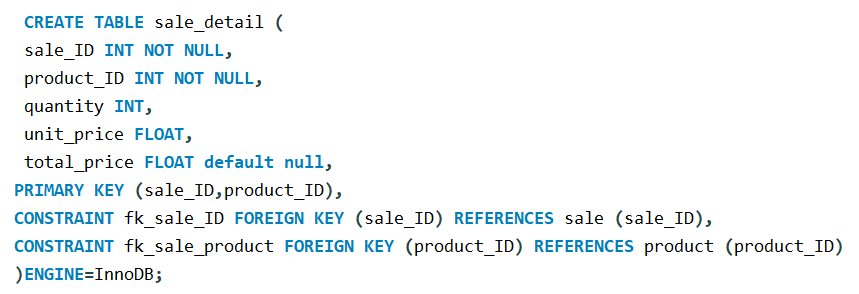 CREATE TABLE sale_detail (
sale_ID INT NOT NULL,
product_ID INT NOT NULL,
quantity INT,
unit_price FLOAT,
total_price FLOAT default null,
PRIMARY KEY (sale_ID,product_ID),
CONSTRAINT fk_sale_ID FOREIGN KEY (sale_ID) REFERENCES sale (sale_ID),
CONSTRAINT fk_sale_product FOREIGN KEY (product_ID) REFERENCES product (product_ID)
)ENGINE=InnoDB;